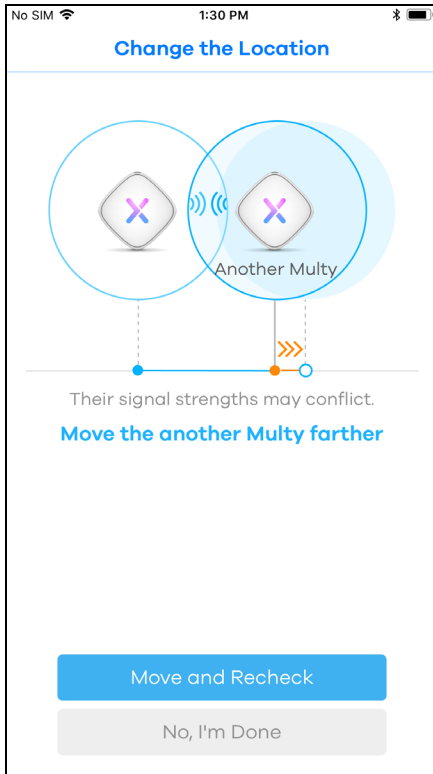 No SIM 1:30 PM
Change the Location
Another Multy
Their signal strengths may conflict.
Move the another Multy farther
Move and Recheck
No, I'm Done